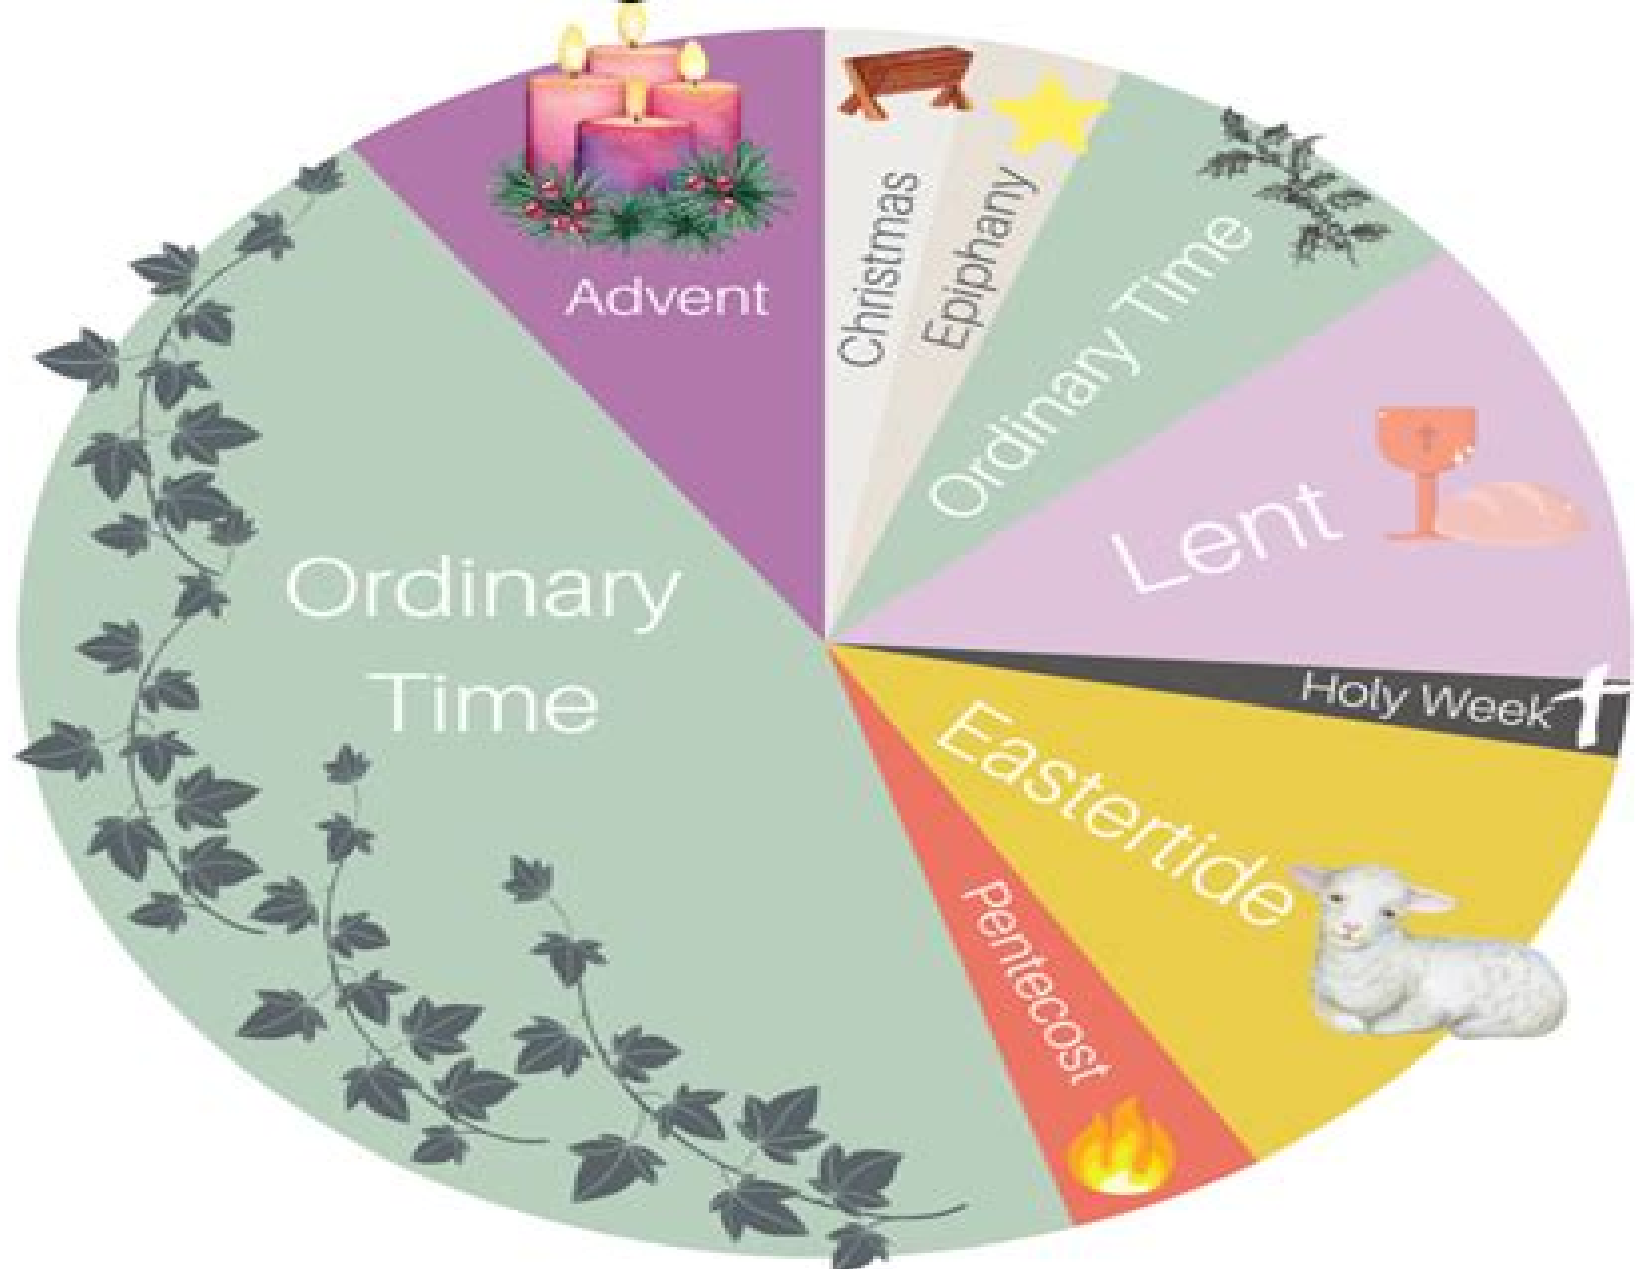 Advent
Christmas
Epiphany
Ordinary Time
Lent
Holy Week
Eastertide
Pentecost
Ordinary
Time